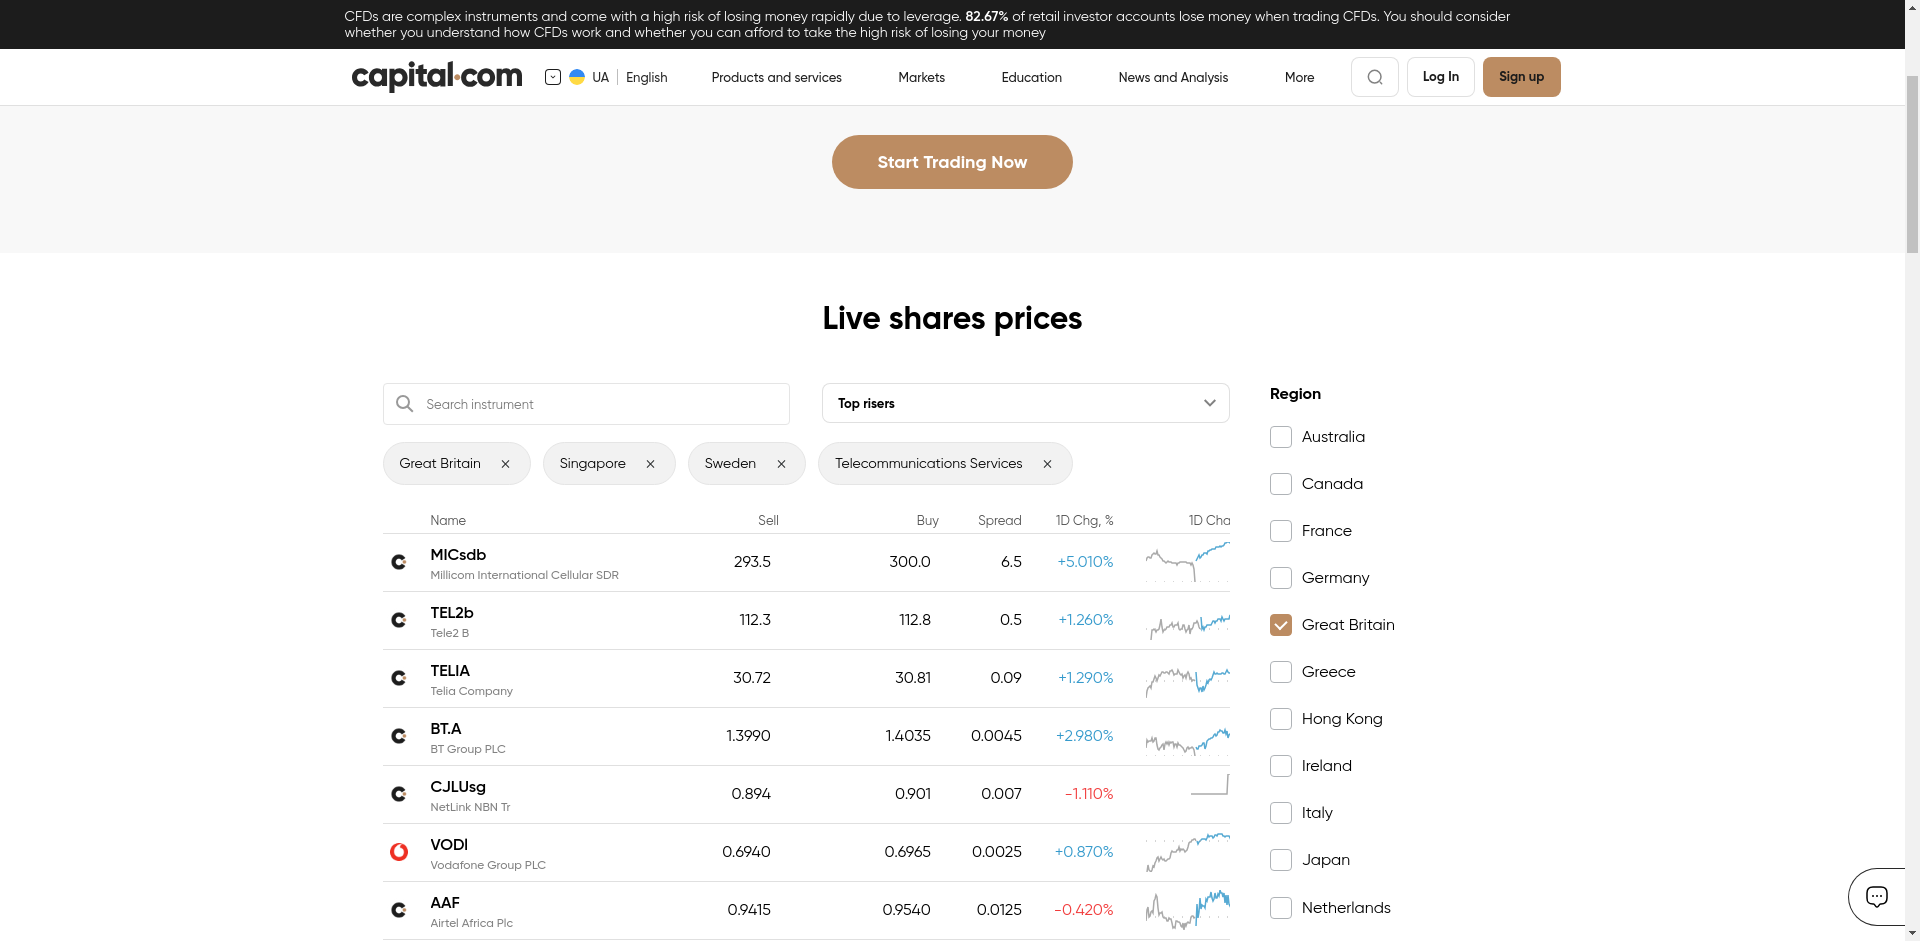 CFDs are complex instruments and come with a high risk of losing money rapidly due to leverage. 82.67% of retail investor accounts lose money when trading CFDs. You should consider
whether you understand how CFDs work and whether you can afford to take the high risk of losing your money
capital.com UA English Products and services Markets Education News and Analysis More Log In Sign up
Start Trading Now
Live shares prices
Search instrument Top risers
Great Britain Singapore Sweden Telecommunications Services
Name Sell Buy Spread 1D Chg, % 1D Cha
MICsdb 293.5 300.0 6.5 +5.010%
Millicom International Cellular SDR
TEL2b 112.3 112.8 0.5 +1.260%
Tele2 B
TELIA 30.72 30.81 0.09 +1.290%
Telia Company
BT.A 1.3990 1.4035 0.0045 +2.980%
BT Group PLC
CJLUsg 0.894 0.901 0.007 -1.110%
NetLink NBN Tr
VODl 0.6940 0.6965 0.0025 +0.870%
Vodafone Group PLC
AAF 0.9415 0.9540 0.0125 -0.420%
Airtel Africa Plc
Region
Australia
Canada
France
Germany
Great Britain
Greece
Hong Kong
Ireland
Italy
Japan
Netherlands